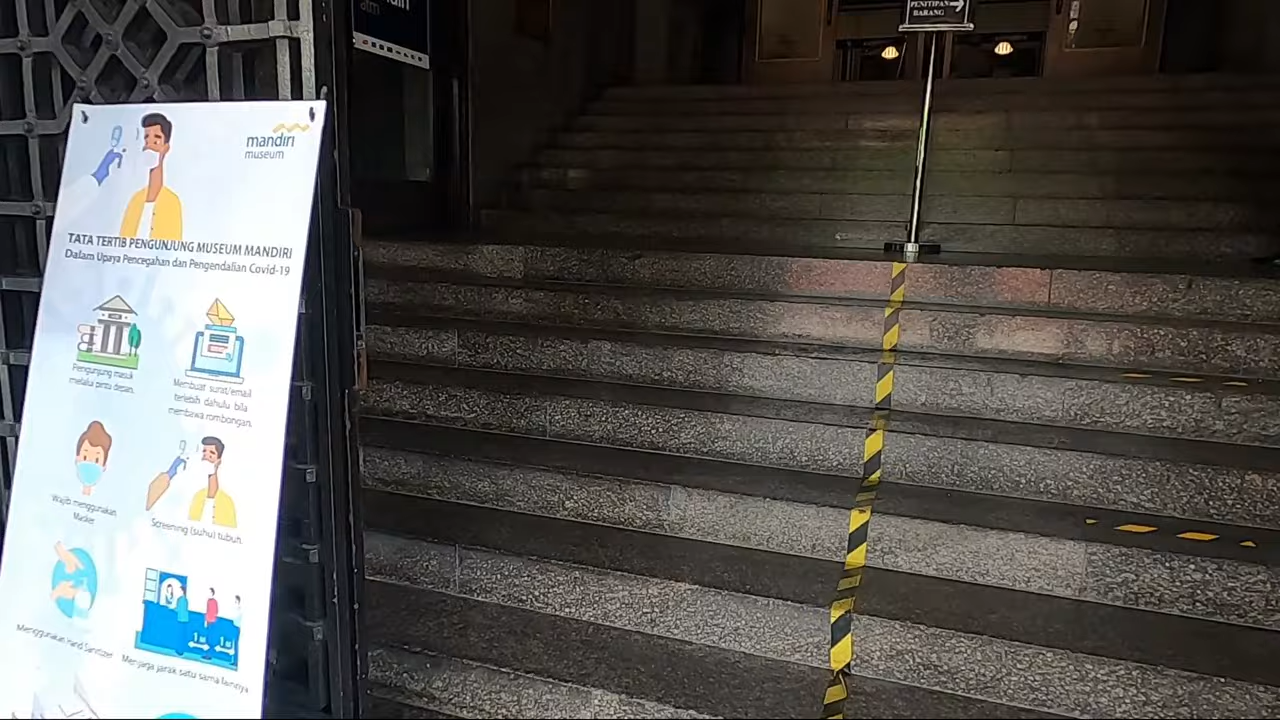 atm
PENITIPAN
BARANG
mandiri
museum
TATA TERTIB PENGUNJUNG MUSEUM MANDIRI
Dalam Upaya Pencegahan dan Pengendalian Covid-19
Pengunjung masuk
melalui pintu depan.
Membuat surat/email
terlebih dahulu bila
membawa rombongan.
Wajib menggunakan
Masker
Screening (suhu) tubuh.
Menggunakan Hand Sanitizer
Menjaga jarak satu sama lainnya